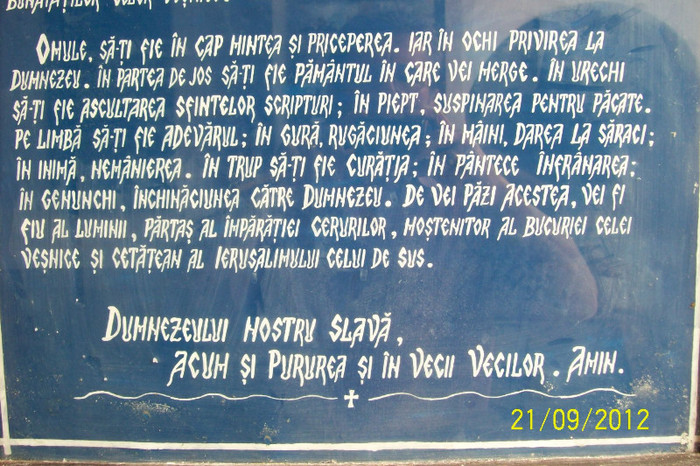 BUNĂTĂȚILOR CELOR VEȘNICE
OMULE, SĂ-ȚI FIE ÎN CAP MINTEA ȘI PRICEPEREA. IAR ÎN OCHI PRIVIREA LA
DUMNEZEU. ÎN PARTEA DE JOS SĂ-ȚI FIE PĂMÂNTUL ÎN CARE VEI MERGE. ÎN URECHI
SĂ-ȚI FIE ASCULTAREA SFINTELOR SCRIPTURI; ÎN PIEPT, SUSPINAREA PENTRU PĂCATE.
PE LIMBĂ SĂ-ȚI FIE ADEVĂRUL; ÎN GURĂ, RUGĂCIUNEA; ÎN MÂINI, DAREA LA SĂRACI;
ÎN INIMĂ, NEMÂNIEREA. ÎN TRUP SĂ-ȚI FIE CURĂȚIA; ÎN PÂNTECE ÎNFRÂNAREA;
ÎN GENUNCHI, ÎNCHINĂCIUNEA CĂTRE DUMNEZEU. DE VEI PĂZI ACESTEA, VEI FI
FIU AL LUMINII, PĂRTAȘ AL ÎMPĂRĂȚIEI CERURILOR, MOȘTENITOR AL BUCURIEI CELEI
VEȘNICE ȘI CETĂȚEAN AL IERUSALIMULUI CELUI DE SUS.
DUMNEZEULUI NOSTRU SLAVĂ,
ACUM ȘI PURUREA ȘI ÎN VECII VECILOR. AMIN.
21/09/2012